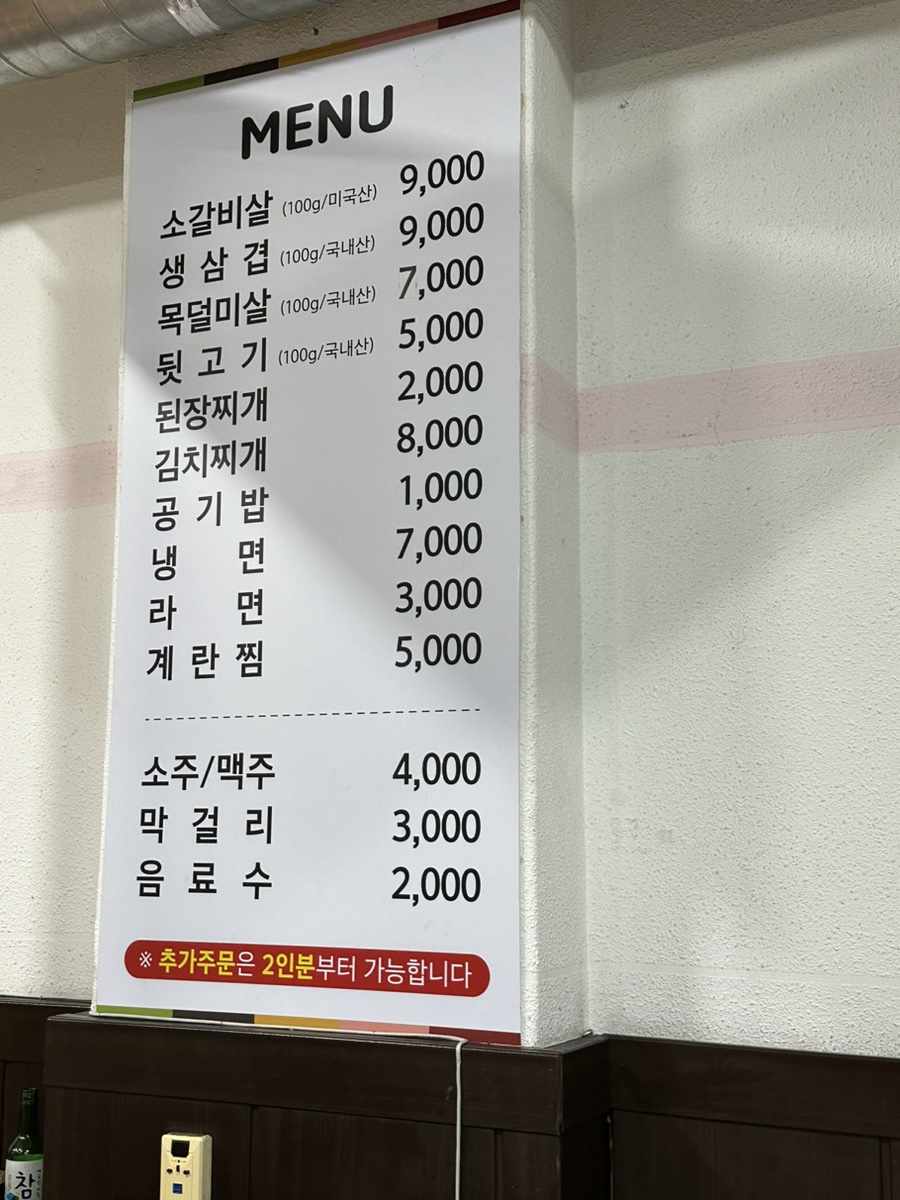 MENU
소갈비살 (100g/미국산) 9,000
생삼겹 (100g/국내산) 9,000
목덜미살 (100g/국내산) 7,000
뒷고기 (100g/국내산) 5,000
된장찌개 2,000
김치찌개 8,000
공기밥 1,000
냉면 7,000
라면 3,000
계란찜 5,000
소주/맥주 4,000
막걸리 3,000
음료수 2,000
※ 추가주문은 2인분부터 가능합니다
참